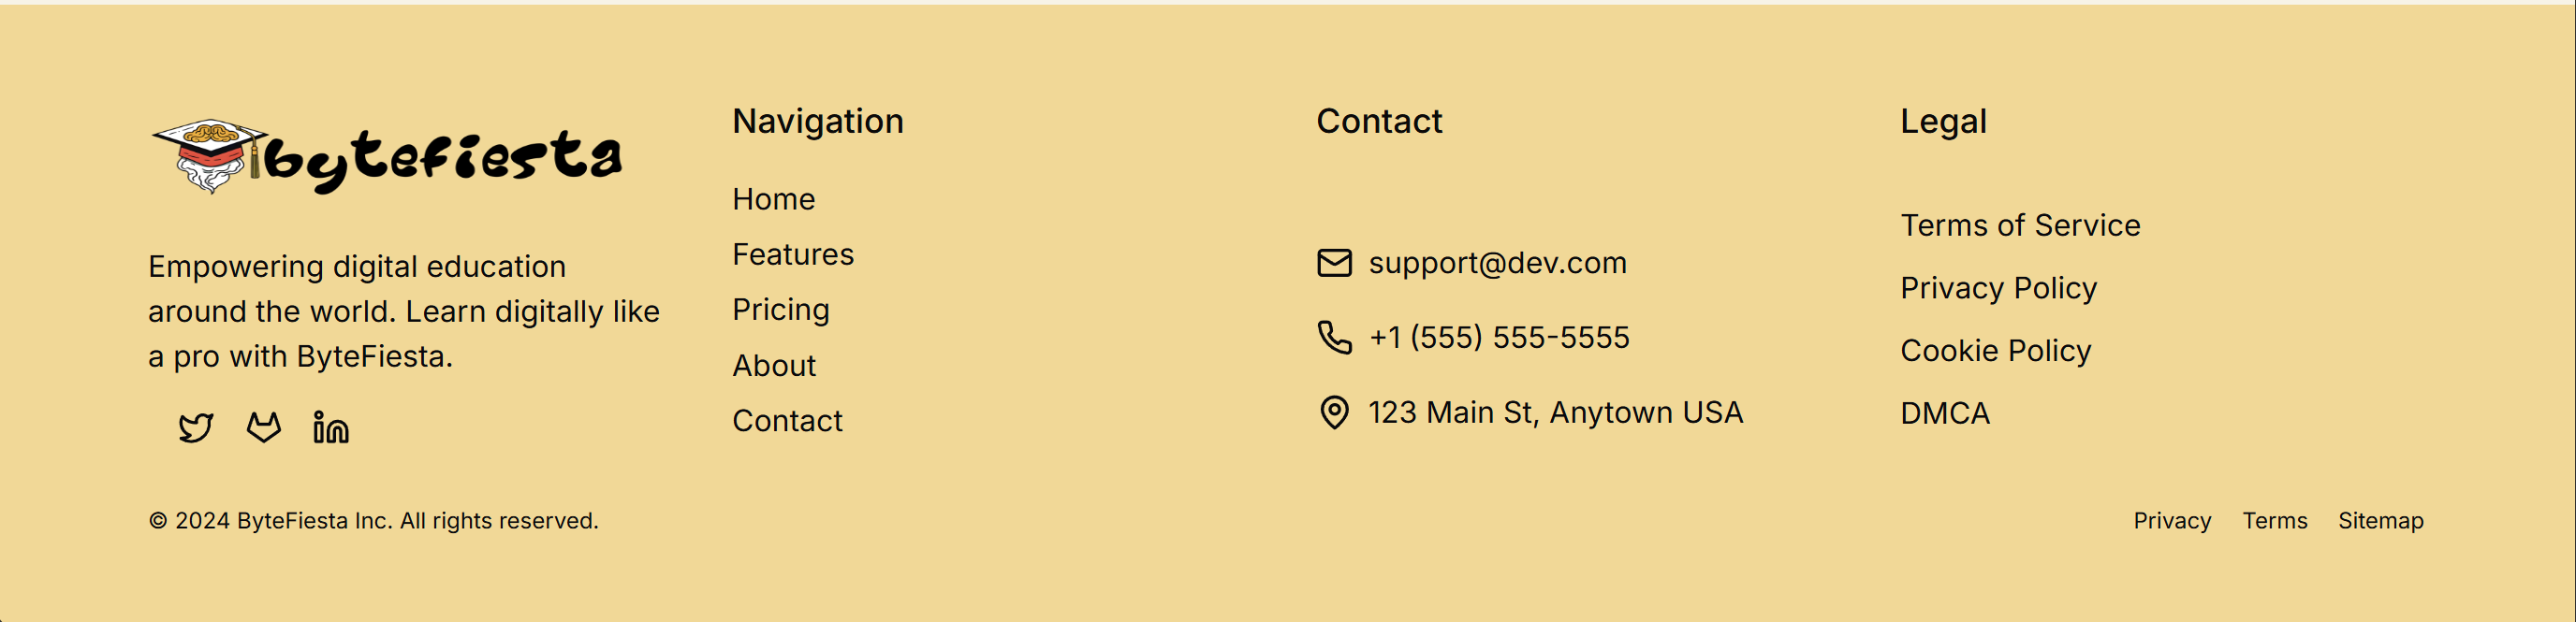 bytefiesta
Empowering digital education
around the world. Learn digitally like
a pro with ByteFiesta.
Navigation
Home
Features
Pricing
About
Contact
Contact
support@dev.com
+1 (555) 555-5555
123 Main St, Anytown USA
Legal
Terms of Service
Privacy Policy
Cookie Policy
DMCA
© 2024 ByteFiesta Inc. All rights reserved.
Privacy Terms Sitemap